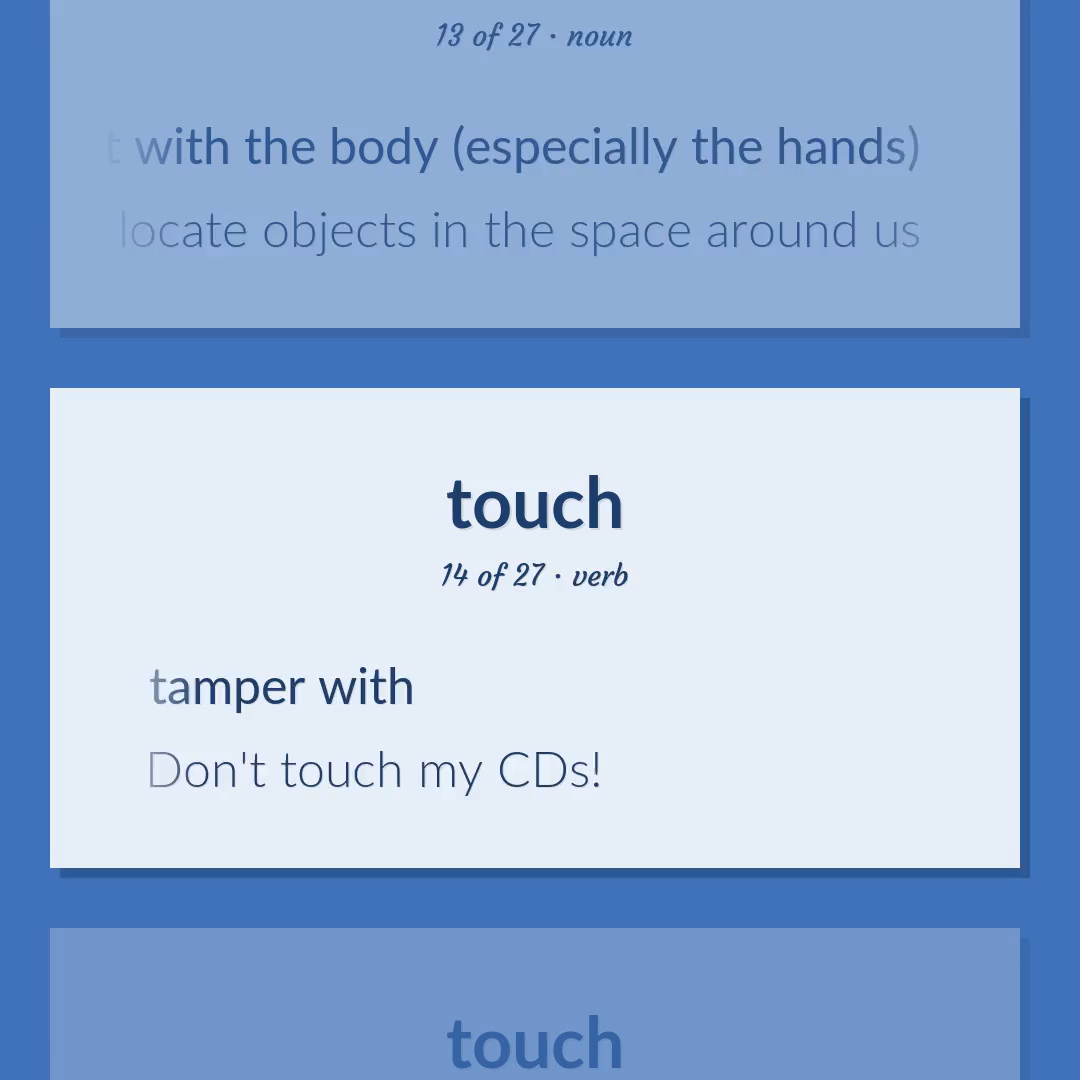 13 of 27 · noun
t with the body (especially the hands)
locate objects in the space around us
touch
14 of 27 · verb
tamper with
Don't touch my CDs!
touch